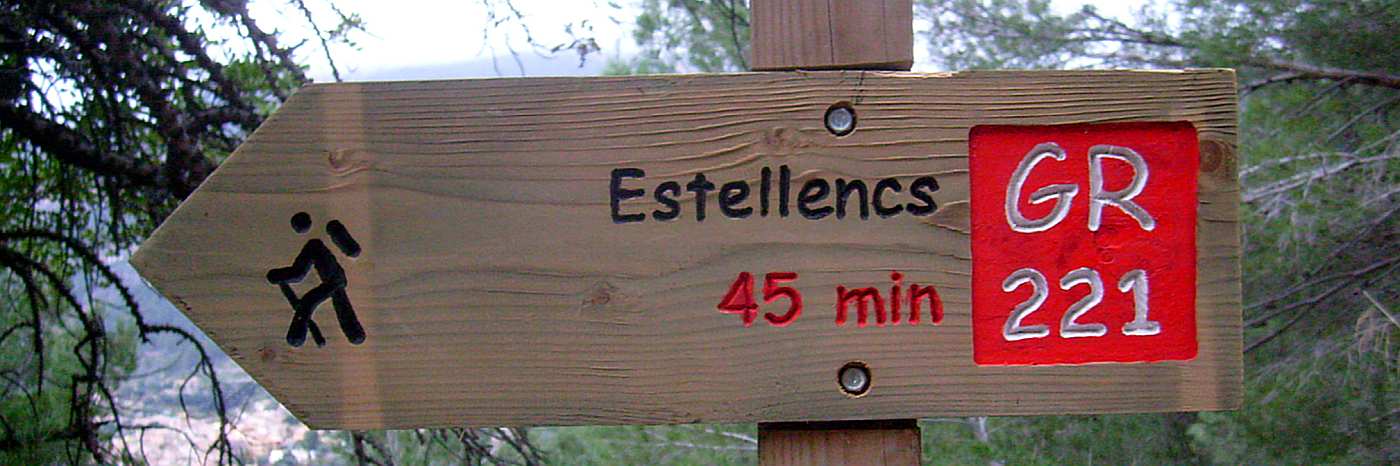 Estellencs
45 min
GR
221